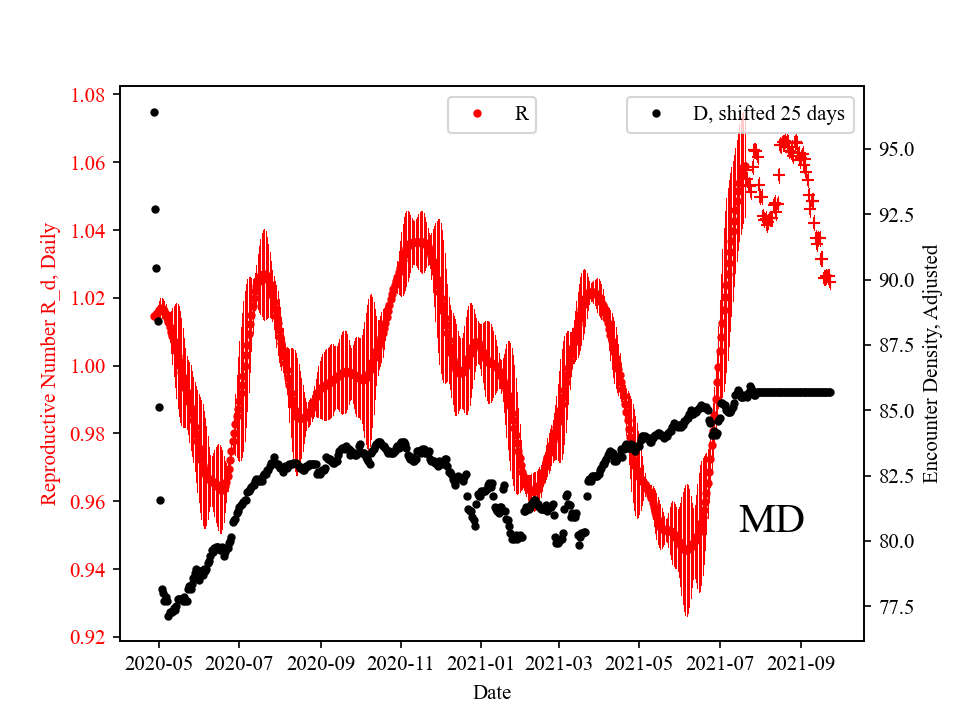 R
D, shifted 25 days
Reproductive Number R_d, Daily
1.08
1.06
1.04
1.02
1.00
0.98
0.96
0.94
0.92
95.0
92.5
90.0
87.5
85.0
82.5
80.0
77.5
Encounter Density, Adjusted
MD
2020-05 2020-07 2020-09 2020-11 2021-01 2021-03 2021-05 2021-07 2021-09
Date